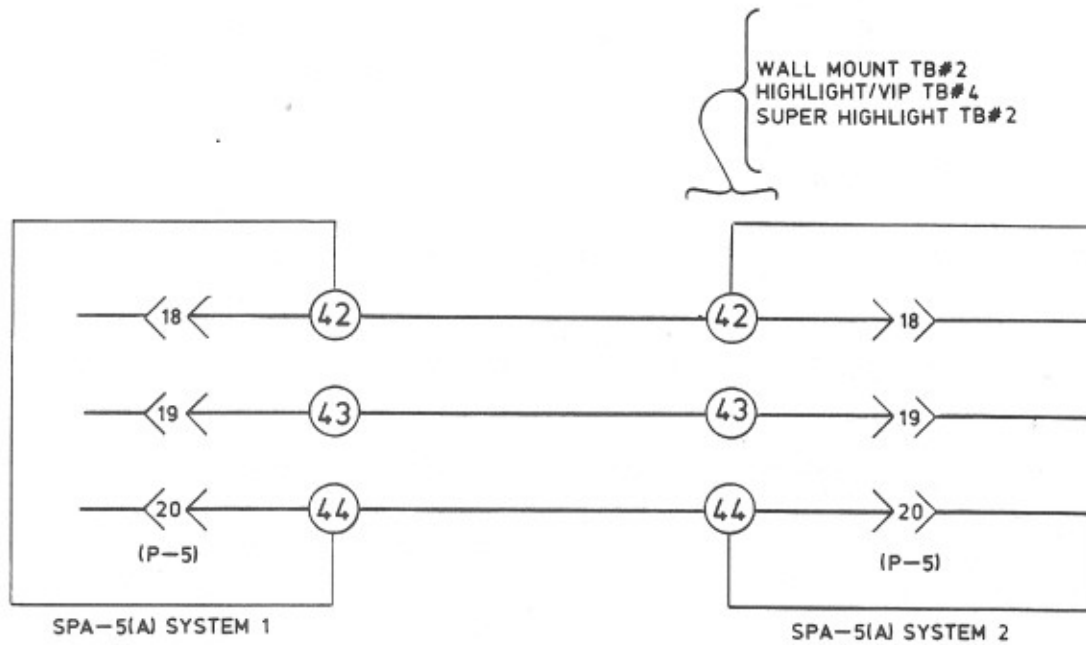 WALL MOUNT TB#2
HIGHLIGHT/VIP TB#4
SUPER HIGHLIGHT TB#2
18 42 42 18
19 43 43 19
20 44 44 20
(P-5) (P-5)
SPA-5(A) SYSTEM 1
SPA-5(A) SYSTEM 2